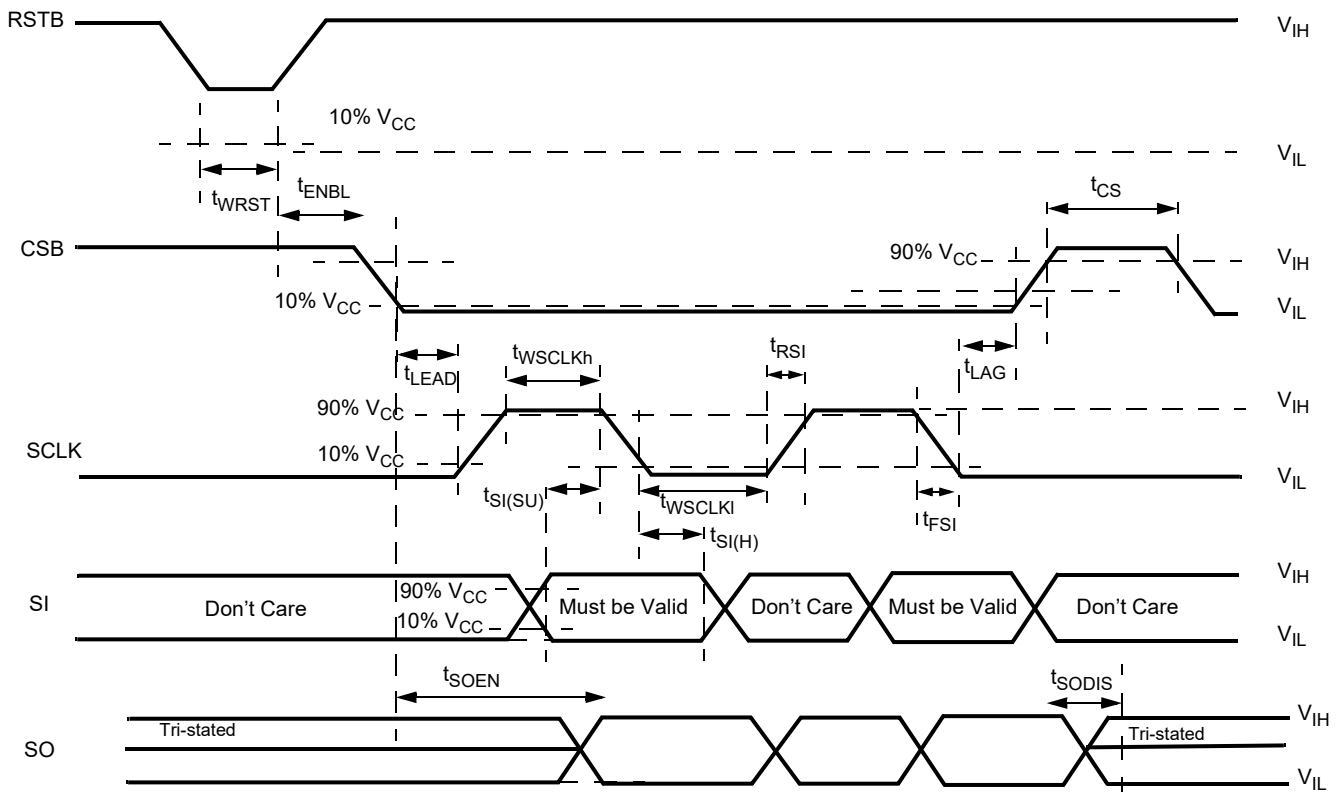 RSTB
V_IH
10% V_CC
V_IL
t_WRST
t_ENBL
t_CS
CSB
90% V_CC
V_IH
10% V_CC
V_IL
t_LEAD
t_WSCLKh
t_RSI
t_LAG
90% V_CC
V_IH
SCLK
10% V_CC
V_IL
t_SI(SU)
t_WSCLKl
t_FSI
t_SI(H)
SI
Don't Care
90% V_CC
10% V_CC
Must be Valid
Don't Care
Must be Valid
Don't Care
V_IH
V_IL
t_SOEN
t_SODIS
SO
Tri-stated
Tri-stated
V_IH
V_IL